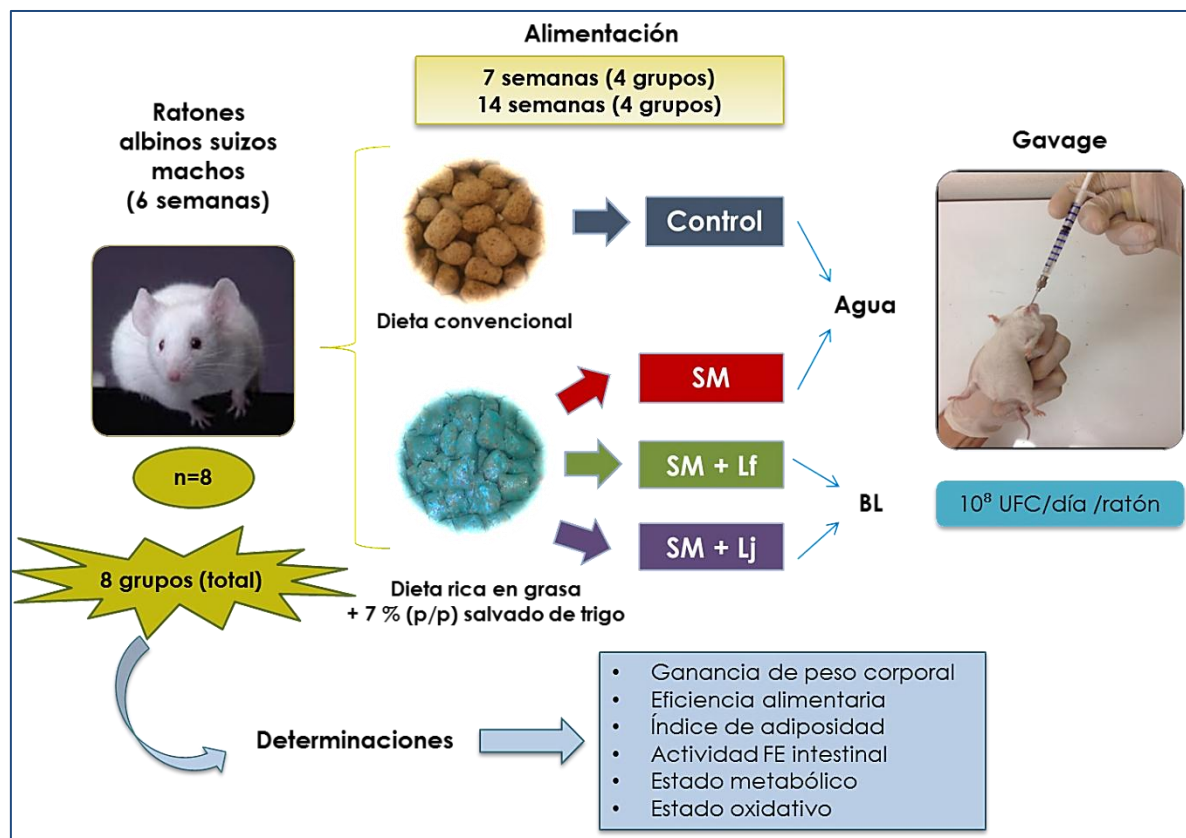 Alimentación
7 semanas (4 grupos)
14 semanas (4 grupos)
Ratones
albinos suizos
machos
(6 semanas)
n=8
8 grupos (total)
Dieta convencional
Dieta rica en grasa
+ 7 % (p/p) salvado de trigo
Control
SM
SM + Lf
SM + Lj
Agua
BL
Gavage
10⁸ UFC/día /ratón
Determinaciones
• Ganancia de peso corporal
• Eficiencia alimentaria
• Índice de adiposidad
• Actividad FE intestinal
• Estado metabólico
• Estado oxidativo